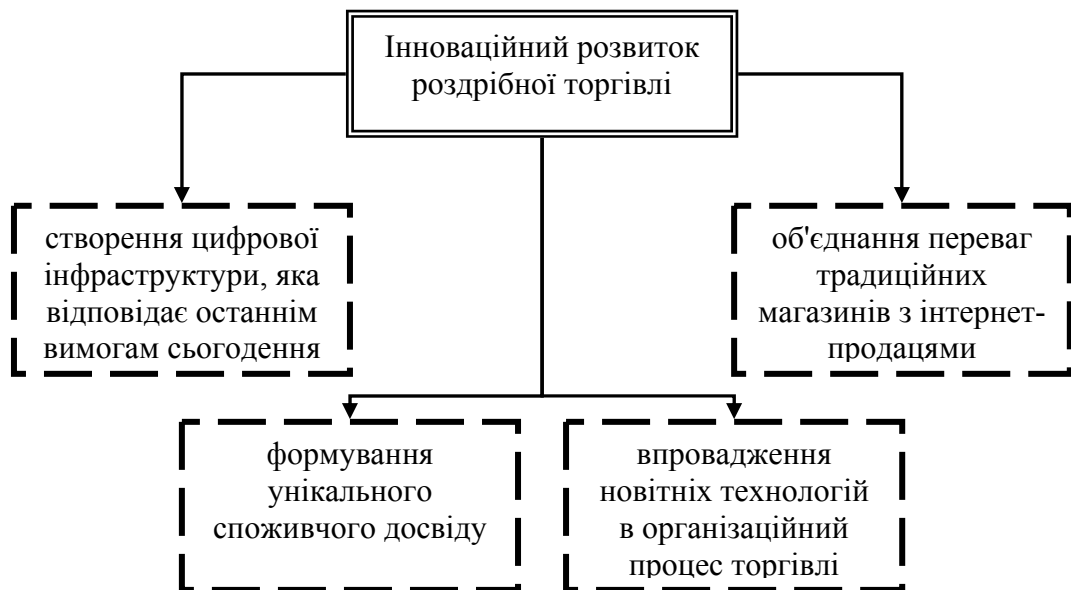 Інноваційний розвиток
роздрібної торгівлі
створення цифрової
інфраструктури, яка
відповідає останнім
вимогам сьогодення
об'єднання переваг
традиційних
магазинів з інтернет-
продацями
формування
унікального
споживчого досвіду
впровадження
новітніх технологій
в організаційний
процес торгівлі